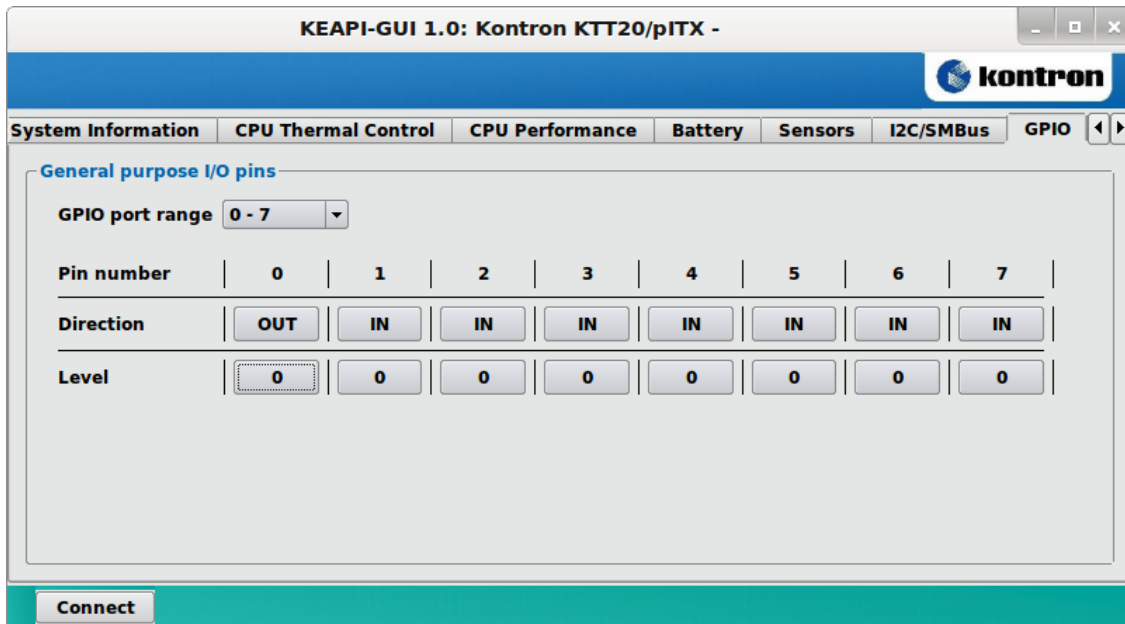 KEAPI-GUI 1.0: Kontron KTT20/pITX -
kontron
System Information CPU Thermal Control CPU Performance Battery Sensors I2C/SMBus GPIO
General purpose I/O pins
GPIO port range 0 - 7
Pin number 0 1 2 3 4 5 6 7
Direction OUT IN IN IN IN IN IN IN
Level 0 0 0 0 0 0 0 0
Connect